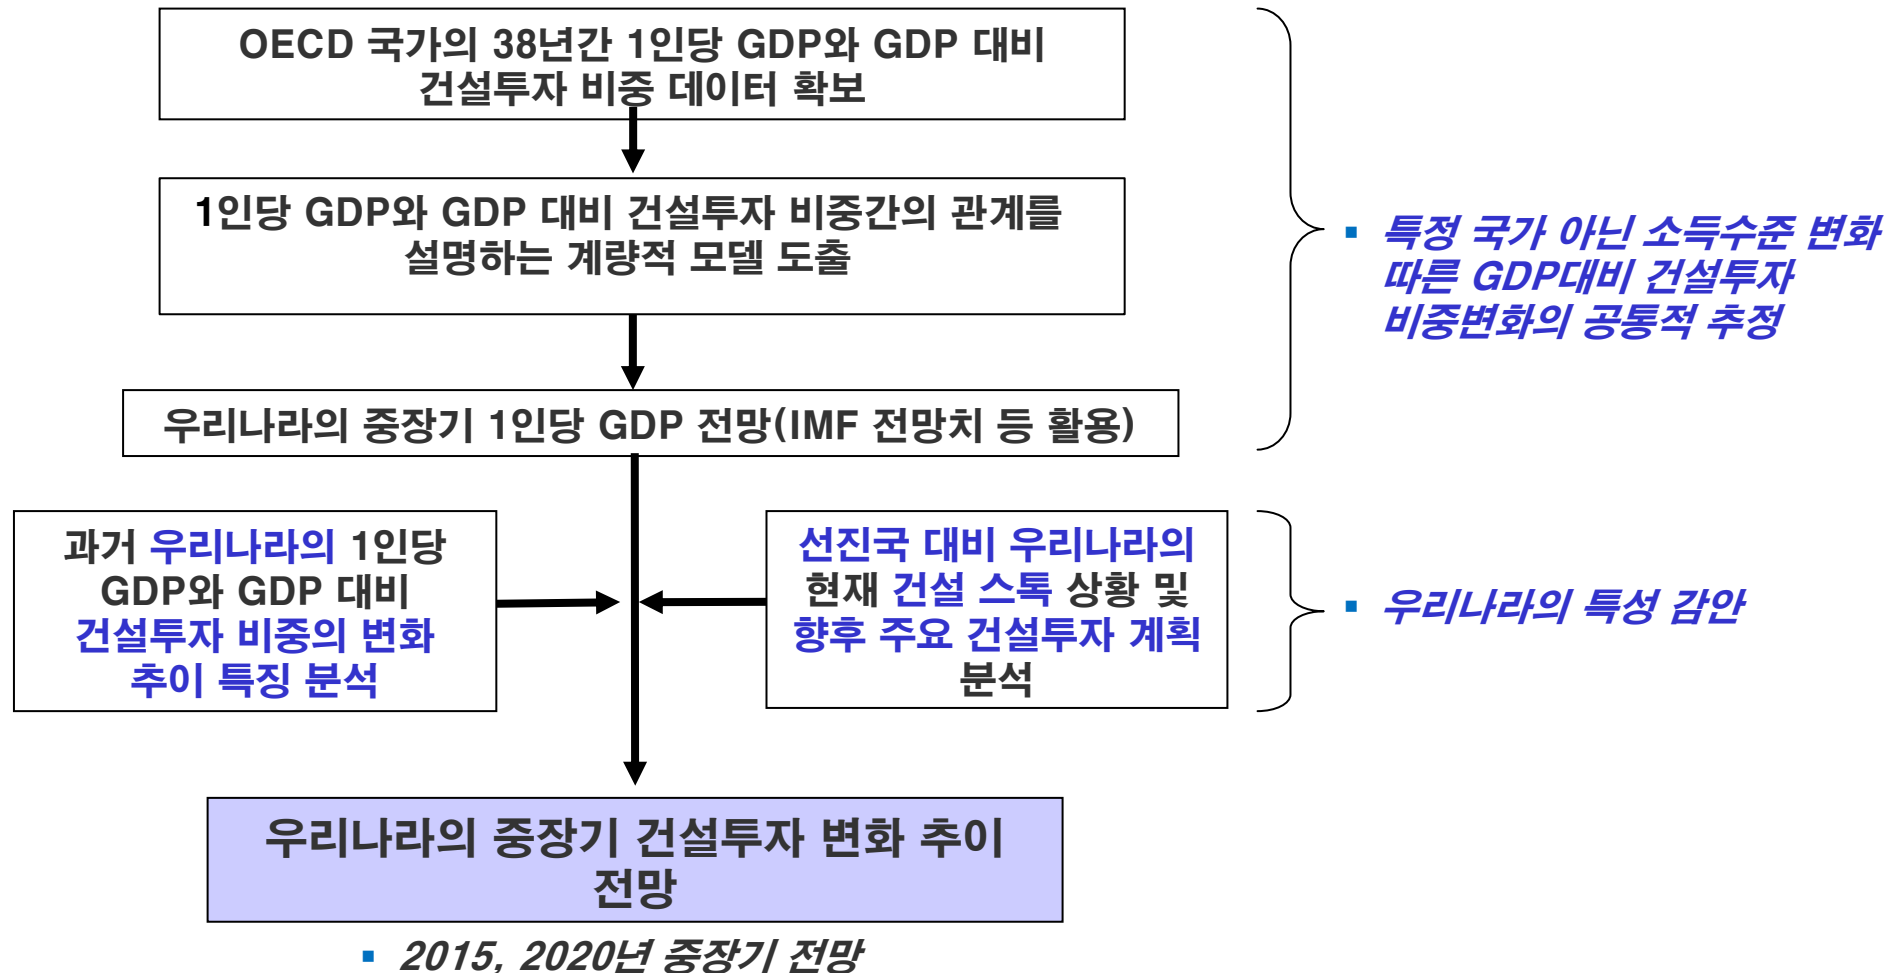 OECD 국가의 38년간 1인당 GDP와 GDP 대비
건설투자 비중 데이터 확보
1인당 GDP와 GDP 대비 건설투자 비중간의 관계를
설명하는 계량적 모델 도출
▪ 특정 국가 아닌 소득수준 변화
따른 GDP대비 건설투자
비중변화의 공통적 추정
우리나라의 중장기 1인당 GDP 전망(IMF 전망치 등 활용)
과거 우리나라의 1인당
GDP와 GDP 대비
건설투자 비중의 변화
추이 특징 분석
선진국 대비 우리나라의
현재 건설 스톡 상황 및
향후 주요 건설투자 계획
분석
▪ 우리나라의 특성 감안
우리나라의 중장기 건설투자 변화 추이
전망
▪ 2015, 2020년 중장기 전망